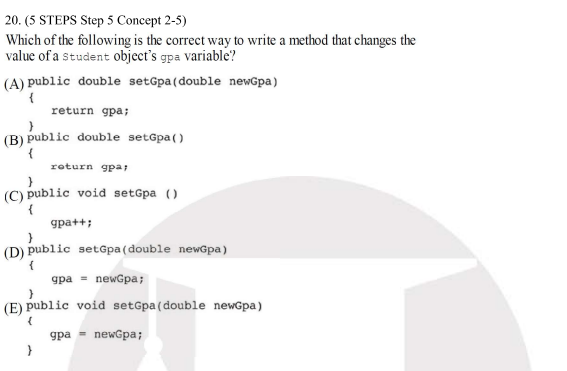 20. (5 STEPS Step 5 Concept 2-5)
Which of the following is the correct way to write a method that changes the
value of a Student object's gpa variable?
(A) public double setGpa(double newGpa)
{
return gpa;
}
(B) public double setGpa()
{
return gpa;
}
(C) public void setGpa ()
{
gpa++;
}
(D) public setGpa(double newGpa)
{
gpa = newGpa;
}
(E) public void setGpa(double newGpa)
{
gpa = newGpa;
}